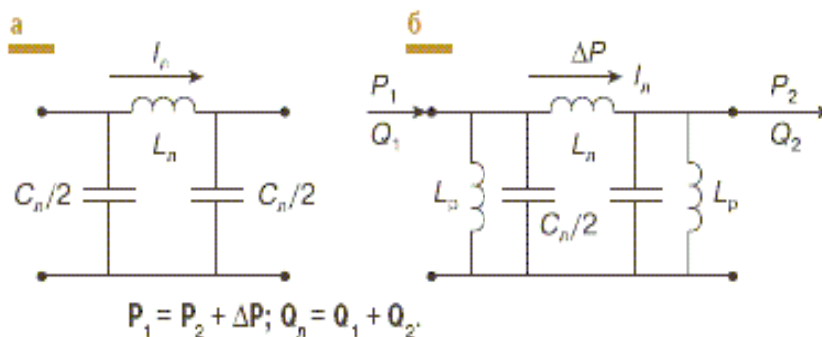 а
Iл
Lл
Cл/2
Cл/2
б
ΔP
P₁
Iл
P₂
Q₁
Lл
Q₂
Lр
Cл/2
Lр
P₁ = P₂ + ΔP; Qл = Q₁ + Q₂.